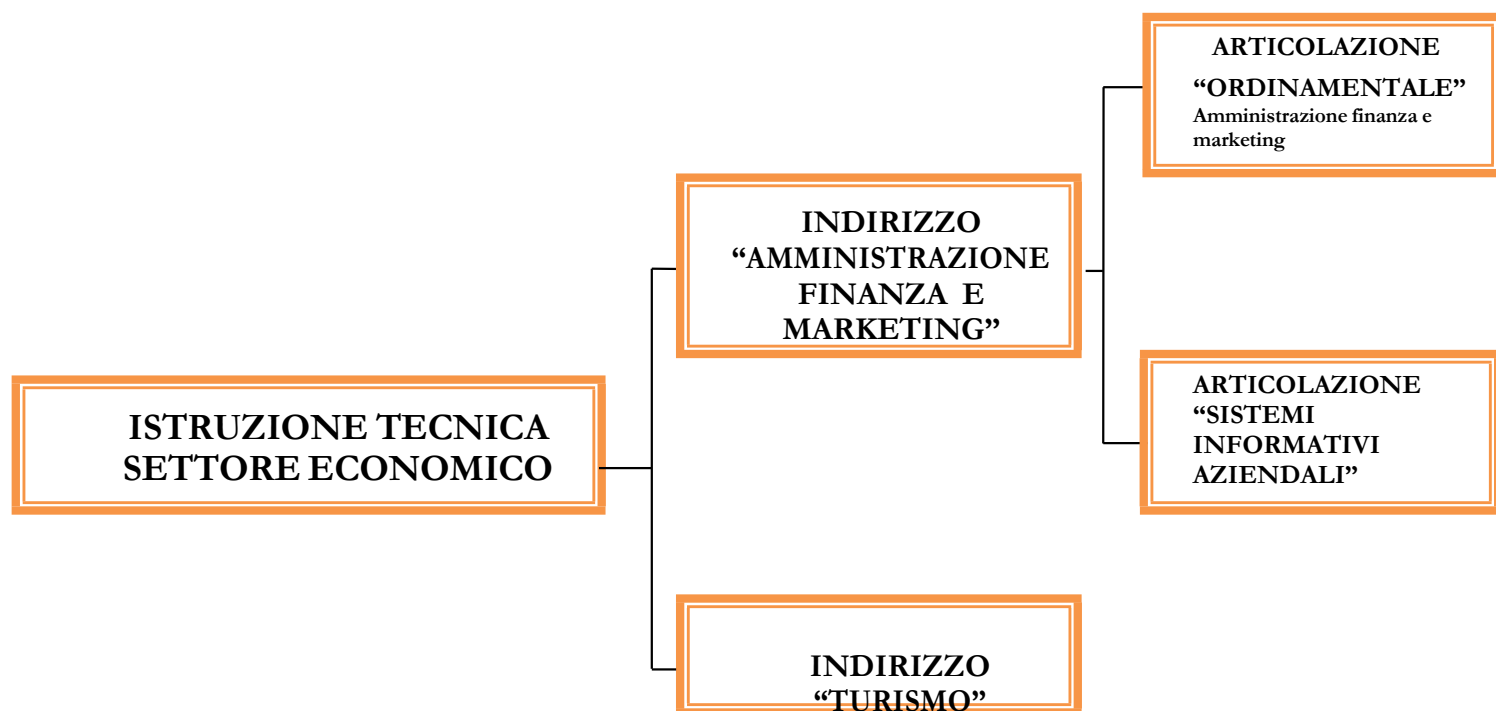 ISTRUZIONE TECNICA
SETTORE ECONOMICO
INDIRIZZO
“AMMINISTRAZIONE
FINANZA E
MARKETING”
ARTICOLAZIONE
“ORDINAMENTALE”
Amministrazione finanza e
marketing
ARTICOLAZIONE
“SISTEMI
INFORMATIVI
AZIENDALI”
INDIRIZZO
“TURISMO”